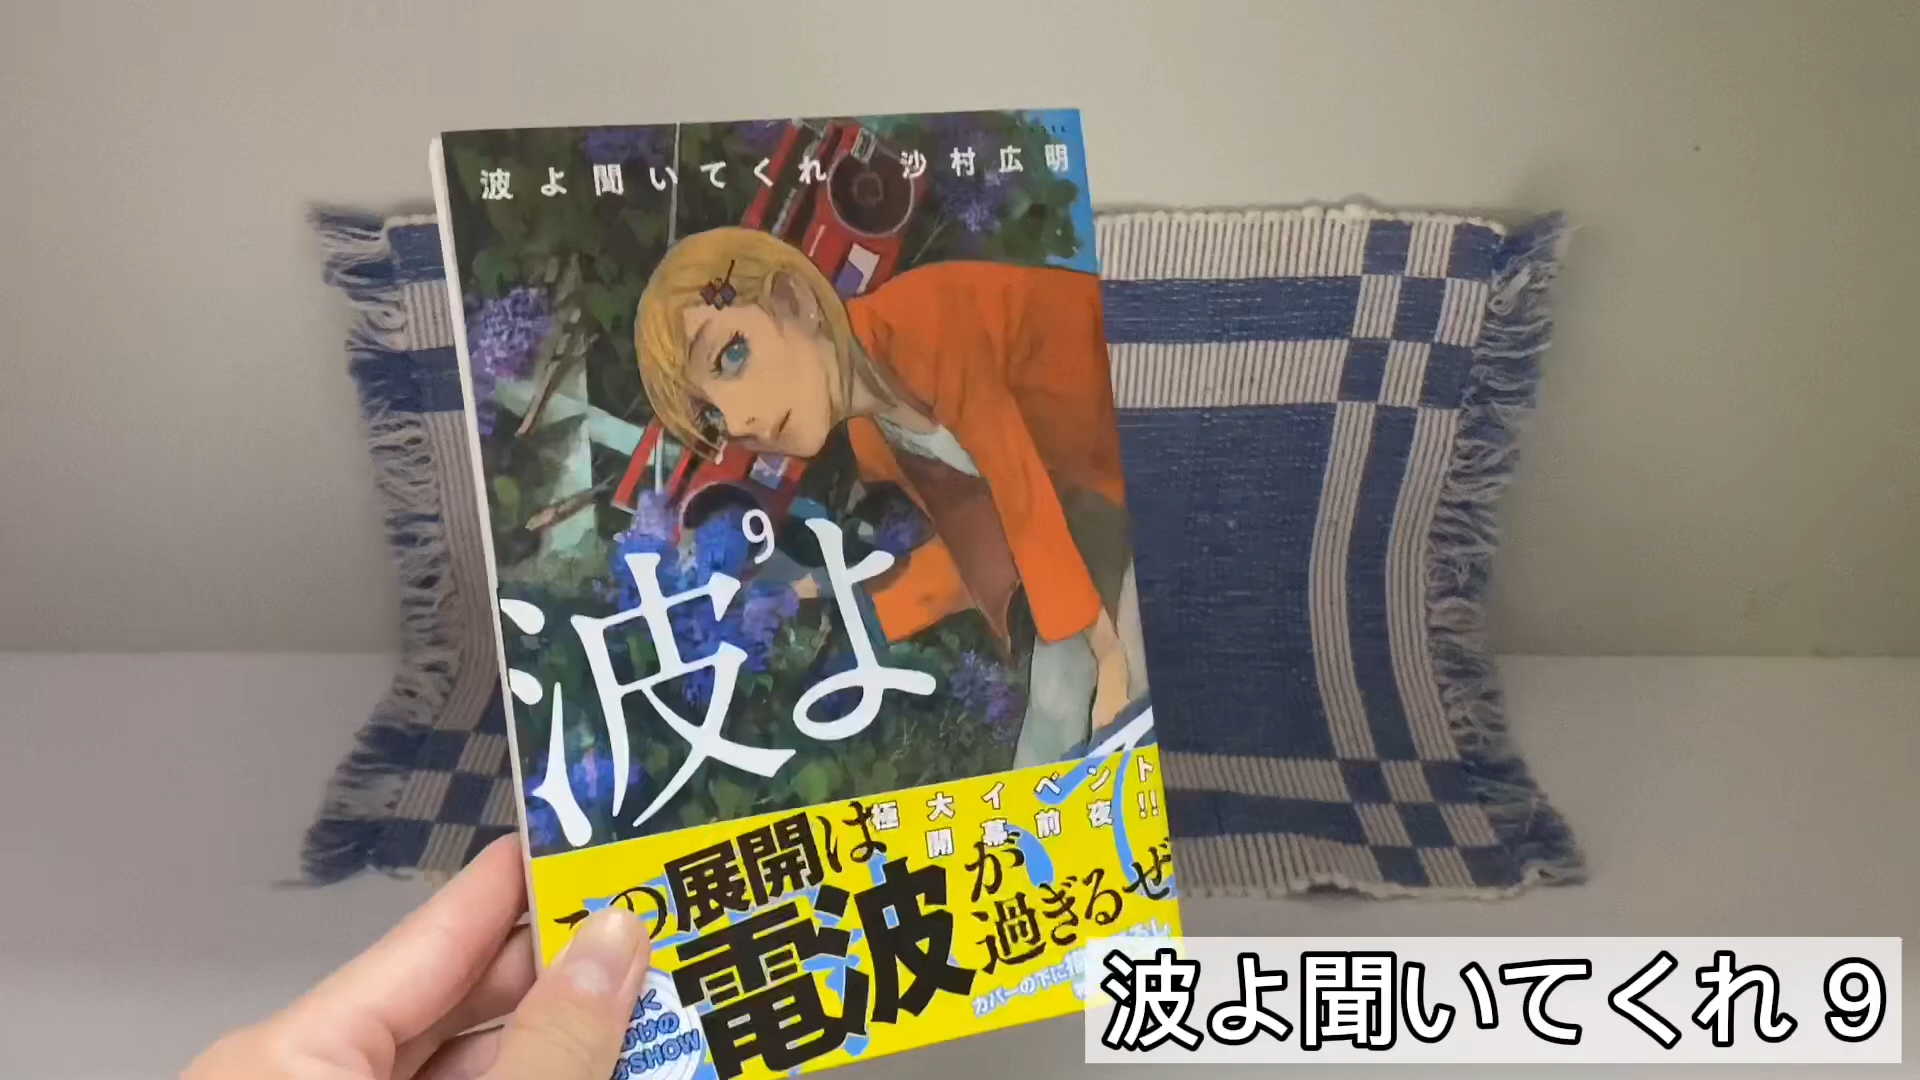 波よ聞いてくれ 沙村広明
9
波よ
極大イベント
開幕前夜!!
この展開は
電波が
過ぎるぜ
カバーの下に
SHOW
波よ聞いてくれ 9